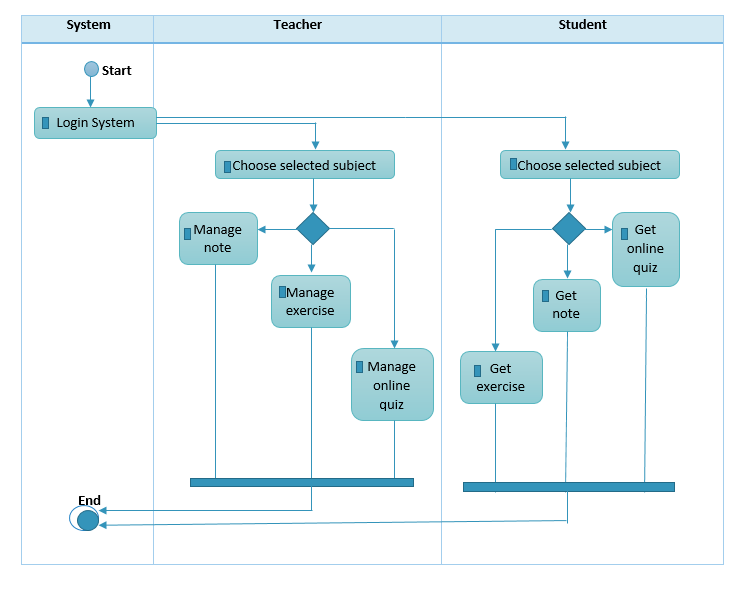 System
Teacher
Student
Start
Login System
Choose selected subject
Choose selected subject
Manage
note
Get
online
quiz
Manage
exercise
Get
note
Manage
online
quiz
Get
exercise
End